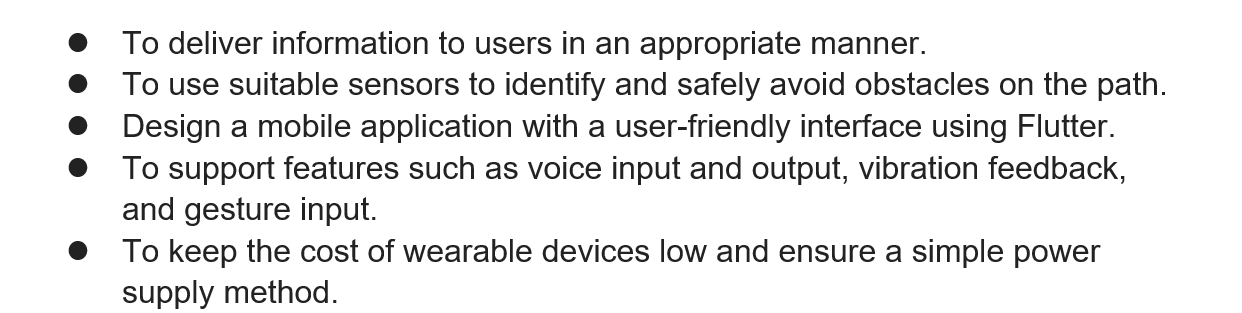 ● To deliver information to users in an appropriate manner.
● To use suitable sensors to identify and safely avoid obstacles on the path.
● Design a mobile application with a user-friendly interface using Flutter.
● To support features such as voice input and output, vibration feedback,
and gesture input.
● To keep the cost of wearable devices low and ensure a simple power
supply method.